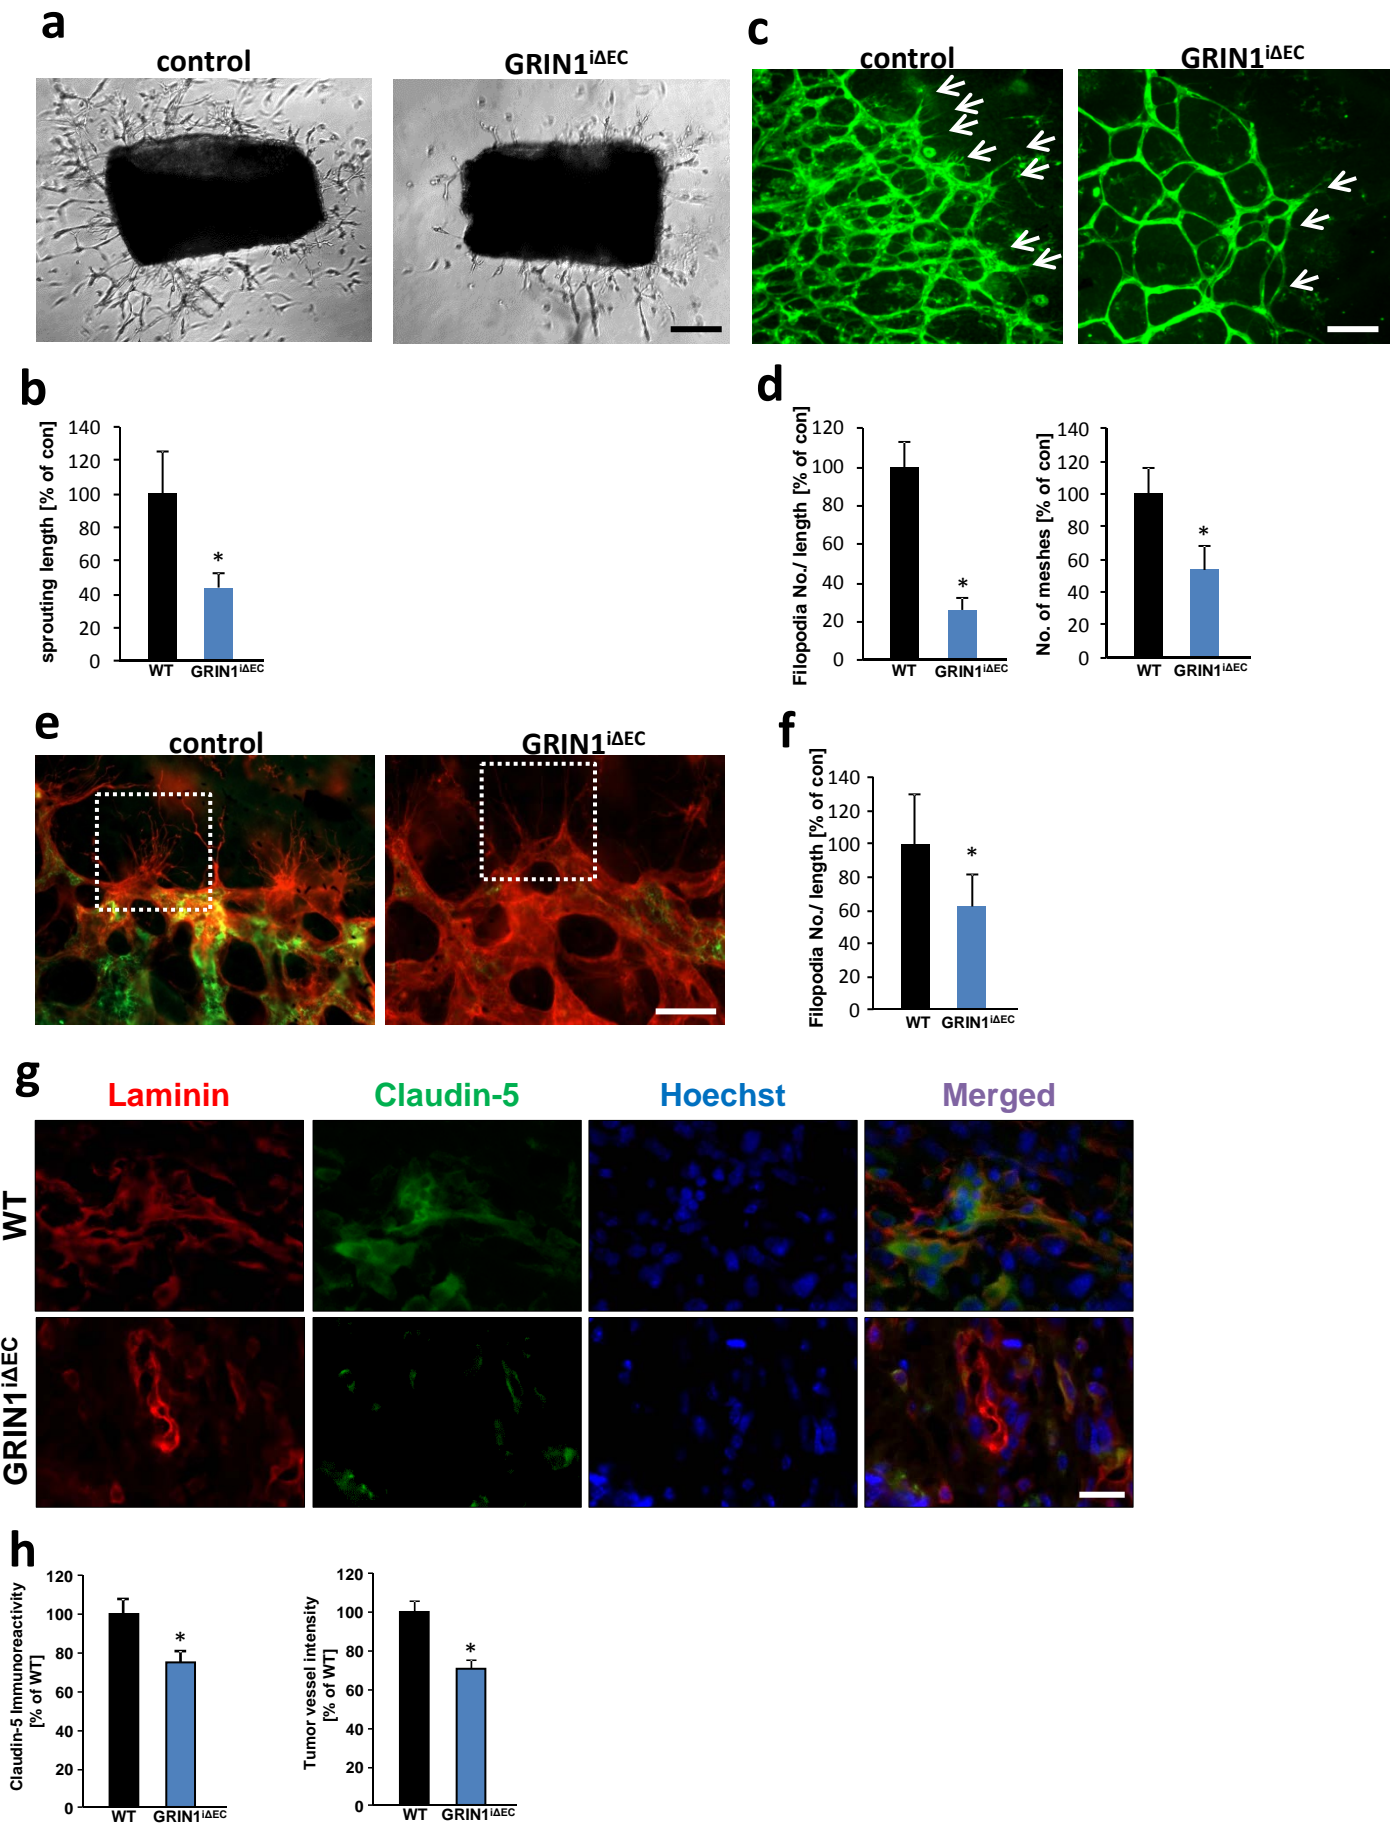 a
control
GRIN1iΔEC
c
control
GRIN1iΔEC
b
sprouting length [% of con]
140
120
100
80
60
40
20
0
WT
GRIN1iΔEC
d
Filopodia No./ length [% of con]
120
100
80
60
40
20
0
WT
GRIN1iΔEC
No. of meshes [% of con]
140
120
100
80
60
40
20
0
WT
GRIN1iΔEC
*
*
*
e
control
GRIN1iΔEC
f
Filopodia No./ length [% of con]
140
120
100
80
60
40
20
0
*
WT
GRIN1iΔEC
g
Laminin
Claudin-5
Hoechst
Merged
WT
GRIN1iΔEC
h
Claudin-5 Immunoreactivity
[% of WT]
120
100
80
60
40
20
0
*
WT
GRIN1iΔEC
Tumor vessel intensity
[% of WT]
120
100
80
60
40
20
0
*
WT
GRIN1iΔEC